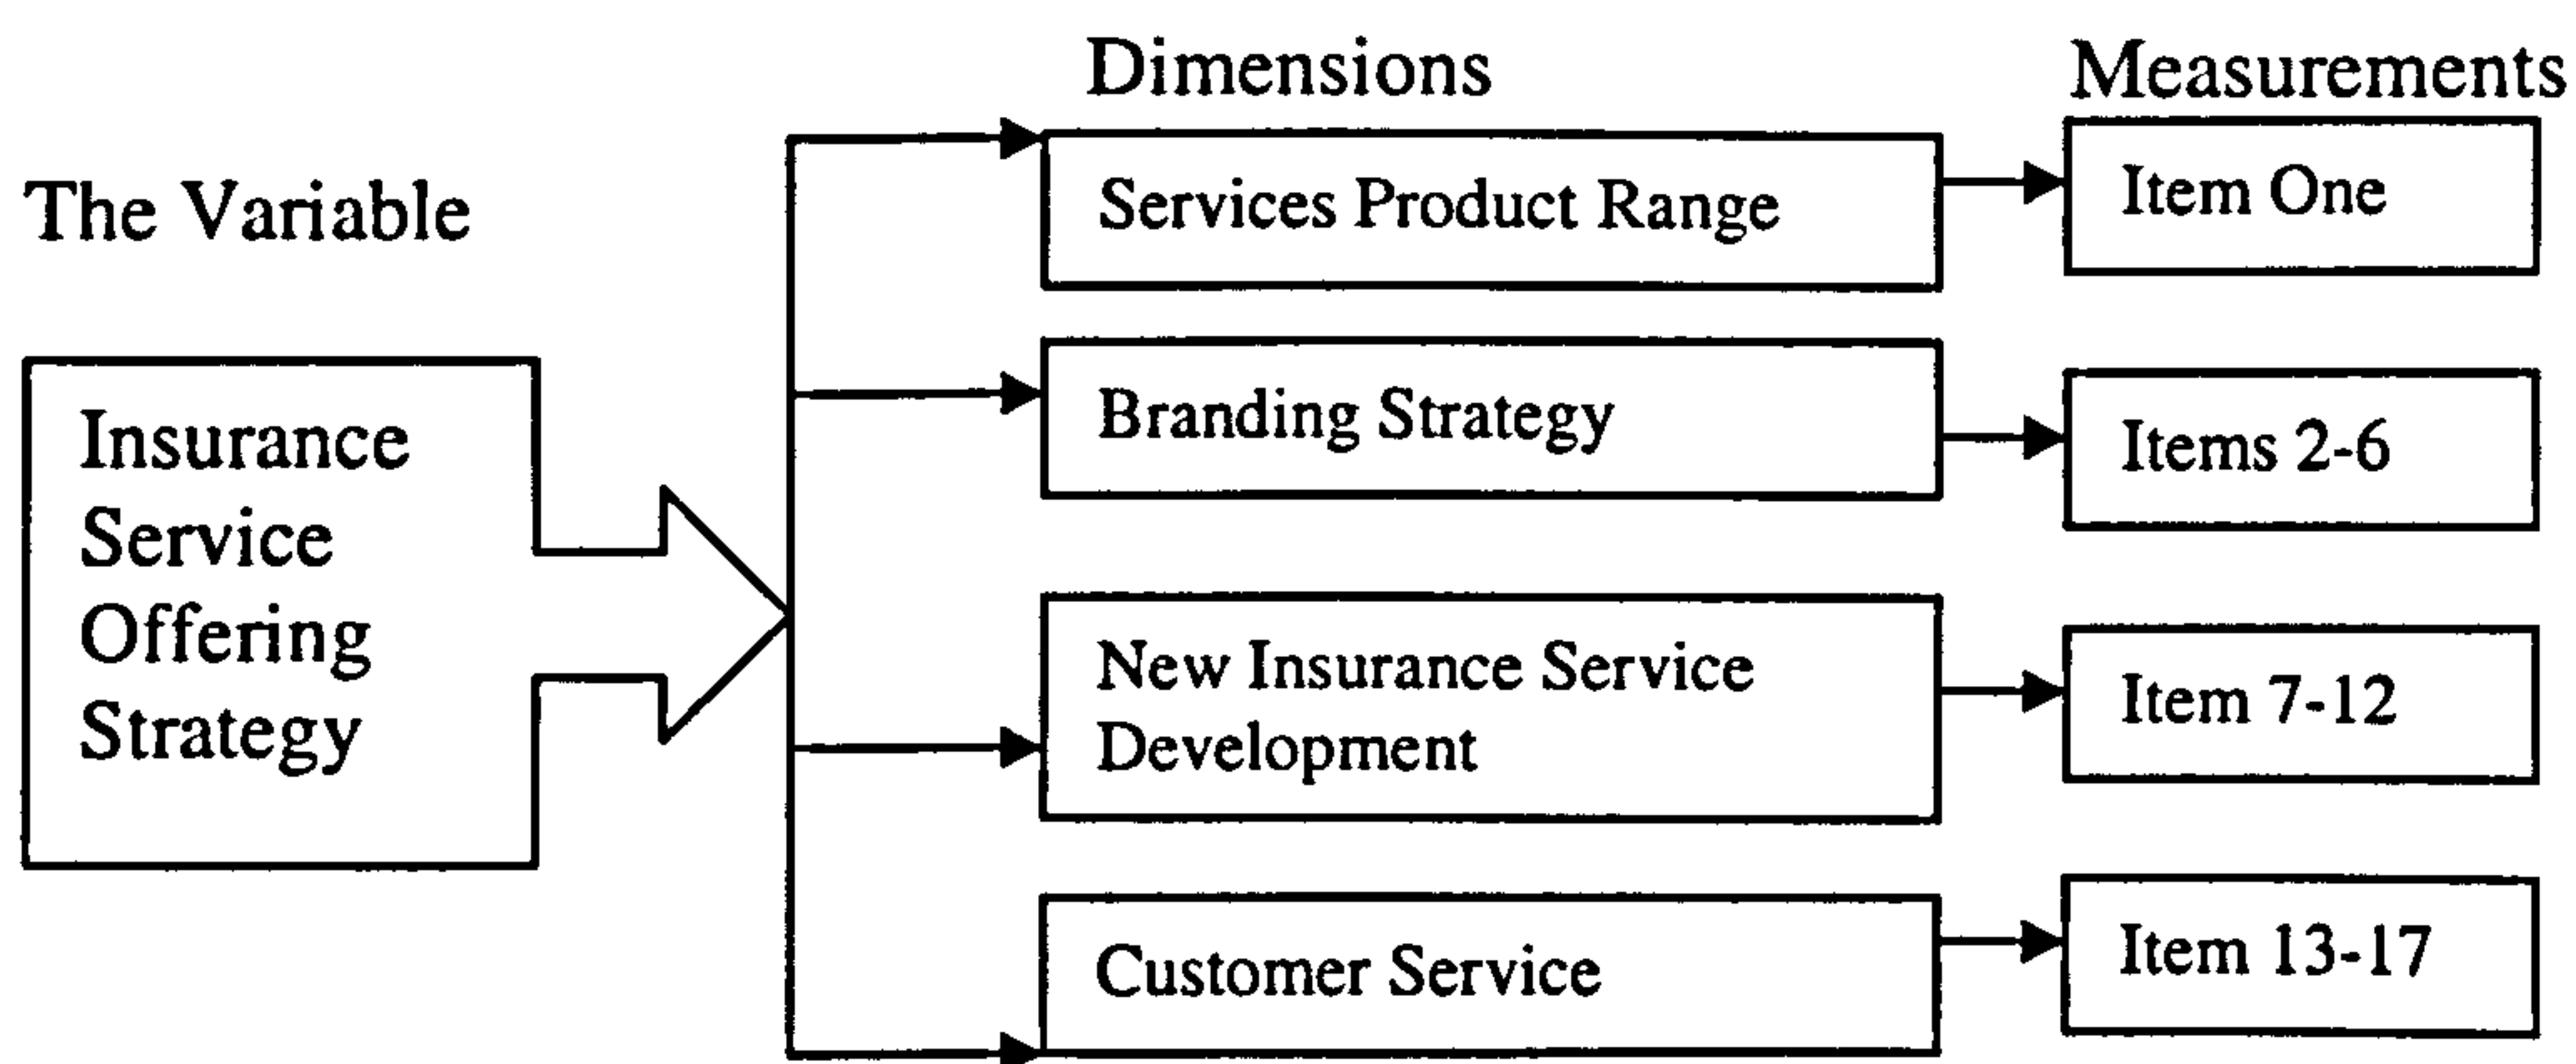 The Variable
Insurance
Service
Offering
Strategy
Dimensions
Services Product Range
Branding Strategy
New Insurance Service
Development
Customer Service
Measurements
Item One
Items 2-6
Item 7-12
Item 13-17